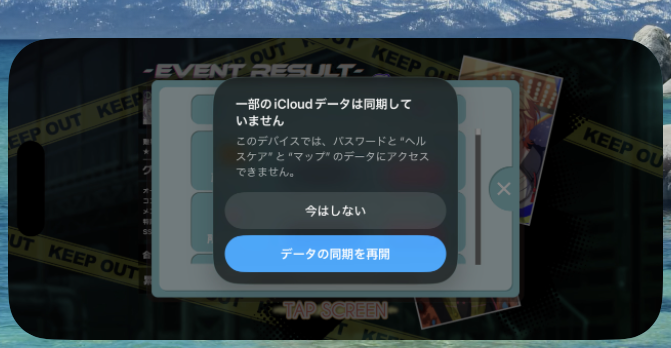 KEEP OUT
KEEP OUT
-EVENT RESULT-
KEEP
KEEP OUT
KEEP OUT
一部のiCloudデータは同期して
いません
このデバイスでは、パスワードと“ヘル
スケア”と“マップ”のデータにアクセス
できません。
今はしない
データの同期を再開
KEEP OUT
OUT
TAP SCREEN